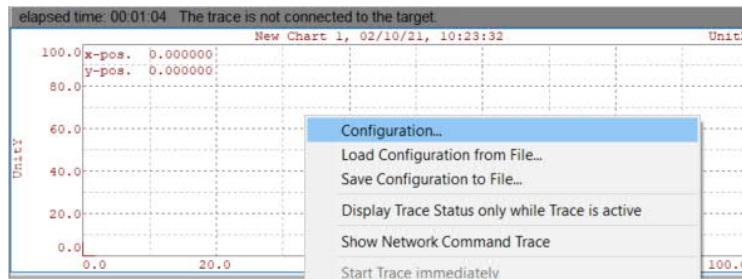 elapsed time: 00:01:04 The trace is not connected to the target.
New Chart 1, 02/10/21, 10:23:32
100.0
x-pos. 0.000000
y-pos. 0.000000
80.0
60.0
UnitY
40.0
20.0
0.0
0.0 20.0 100.0
Configuration...
Load Configuration from File...
Save Configuration to File...
Display Trace Status only while Trace is active
Show Network Command Trace
Start Trace immediately